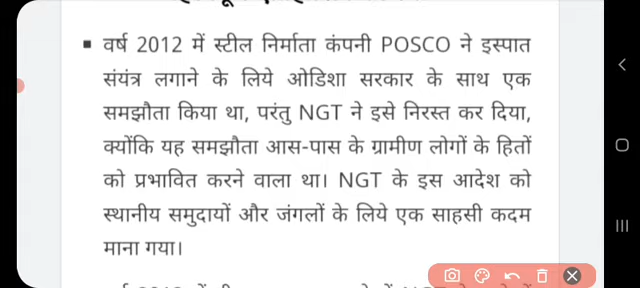 ▪ वर्ष 2012 में स्टील निर्माता कंपनी POSCO ने इस्पात
संयंत्र लगाने के लिये ओडिशा सरकार के साथ एक
समझौता किया था, परंतु NGT ने इसे निरस्त कर दिया,
क्योंकि यह समझौता आस-पास के ग्रामीण लोगों के हितों
को प्रभावित करने वाला था। NGT के इस आदेश को
स्थानीय समुदायों और जंगलों के लिये एक साहसी कदम
माना गया।